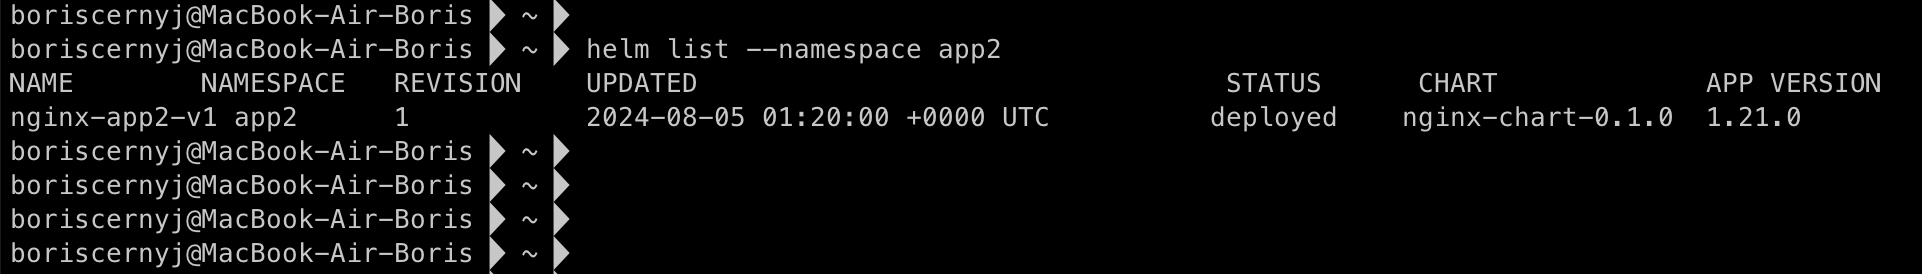 boriscernyj@MacBook-Air-Boris ~
boriscernyj@MacBook-Air-Boris ~ helm list --namespace app2
NAME NAMESPACE REVISION UPDATED STATUS CHART APP VERSION
nginx-app2-v1 app2 1 2024-08-05 01:20:00 +0000 UTC deployed nginx-chart-0.1.0 1.21.0
boriscernyj@MacBook-Air-Boris ~
boriscernyj@MacBook-Air-Boris ~
boriscernyj@MacBook-Air-Boris ~
boriscernyj@MacBook-Air-Boris ~